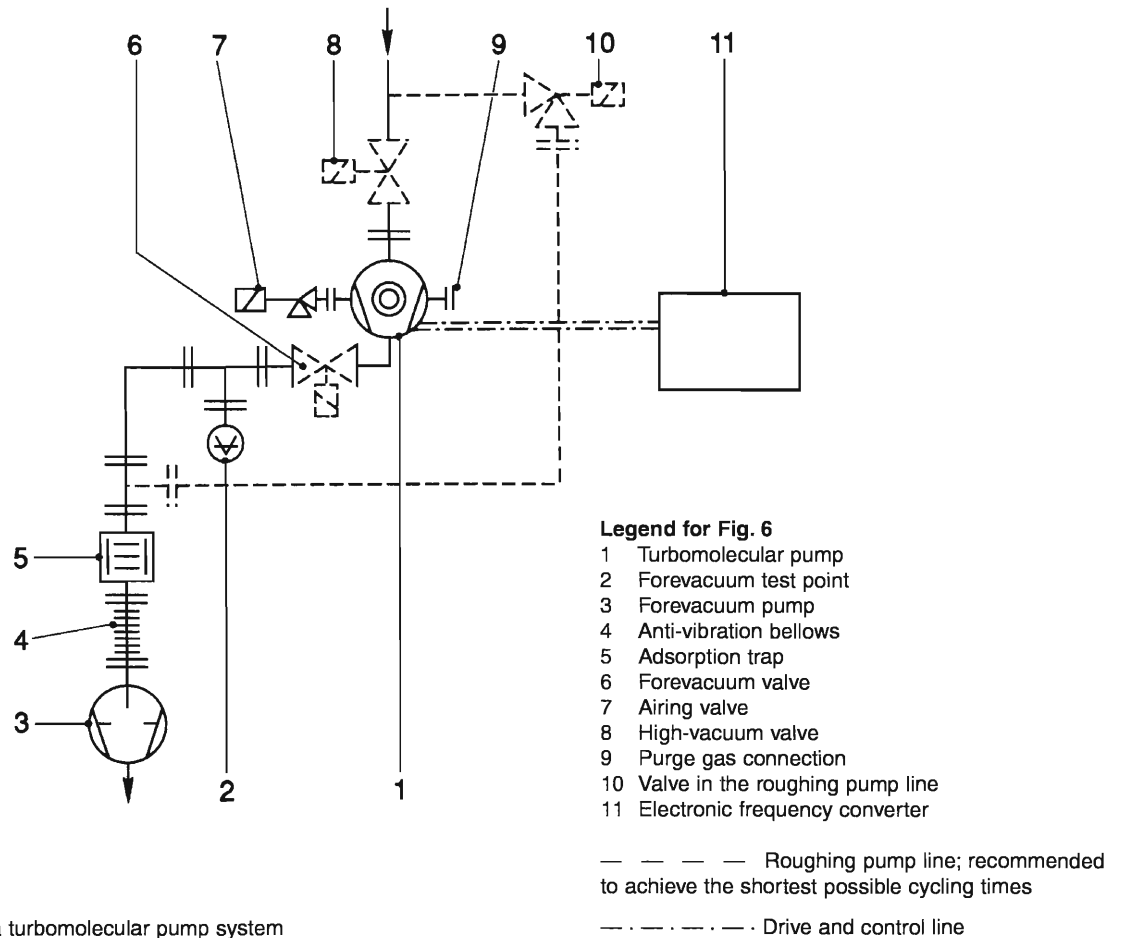 6 7 8 9 10 11
5
4
3
2 1
Legend for Fig. 6
1 Turbomolecular pump
2 Forevacuum test point
3 Forevacuum pump
4 Anti-vibration bellows
5 Adsorption trap
6 Forevacuum valve
7 Airing valve
8 High-vacuum valve
9 Purge gas connection
10 Valve in the roughing pump line
11 Electronic frequency converter
Roughing pump line; recommended
to achieve the shortest possible cycling times
turbomolecular pump system
Drive and control line